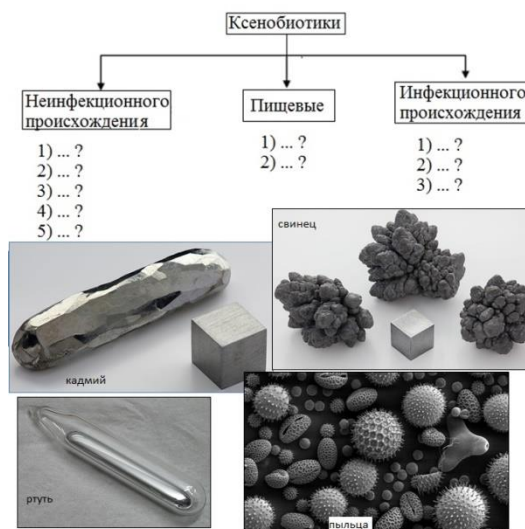 Ксенобиотики
Неинфекционного
происхождения
1) ... ?
2) ... ?
3) ... ?
4) ... ?
5) ... ?
Пищевые
1) ... ?
2) ... ?
Инфекционного
происхождения
1) ... ?
2) ... ?
3) ... ?
кадмий
свинец
ртуть
пыльца